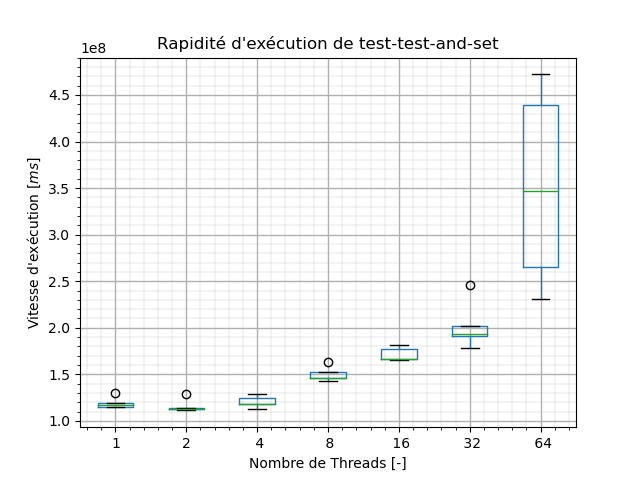 Rapidité d'exécution de test-test-and-set
1e8
4.5
4.0
3.5
3.0
2.5
2.0
1.5
1.0
Vitesse d'exécution [ms]
1 2 4 8 16 32 64
Nombre de Threads [-]